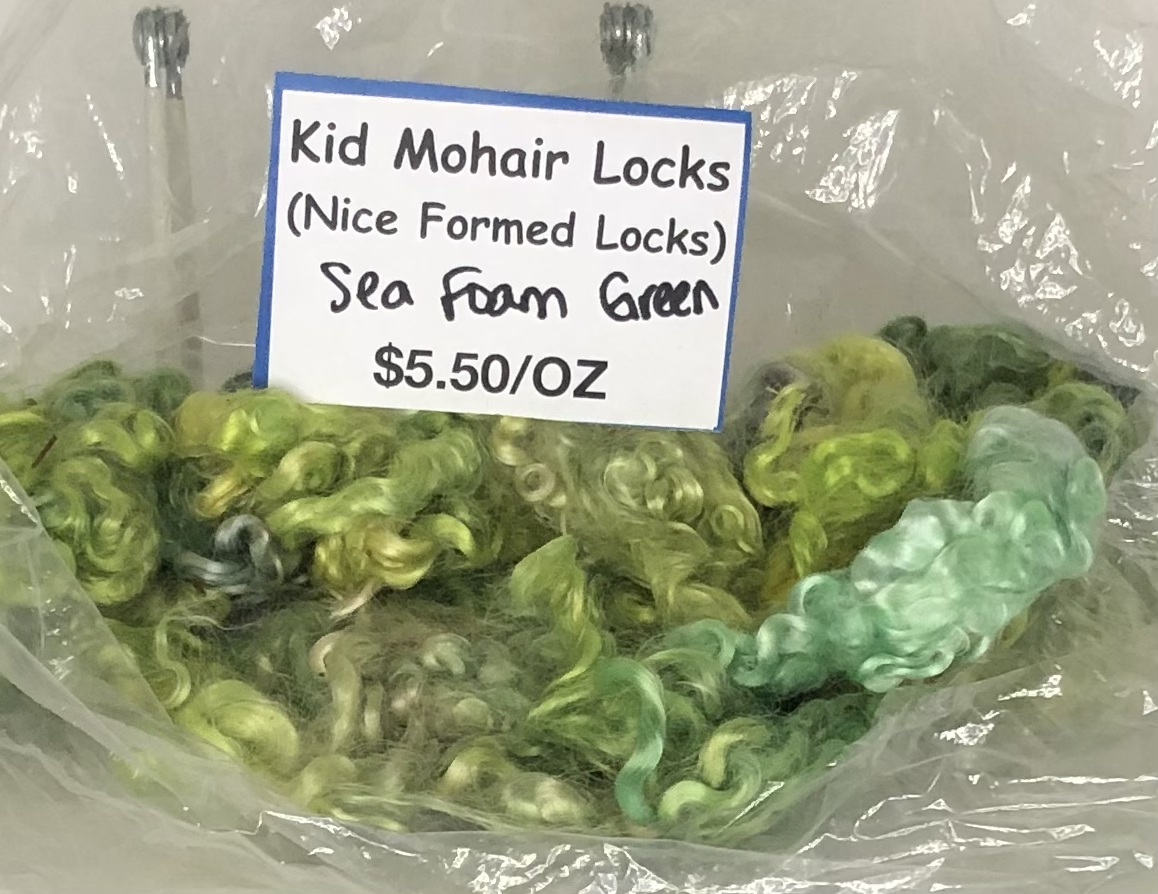 Kid Mohair Locks
(Nice Formed Locks)
Sea Foam Green
$5.50/OZ